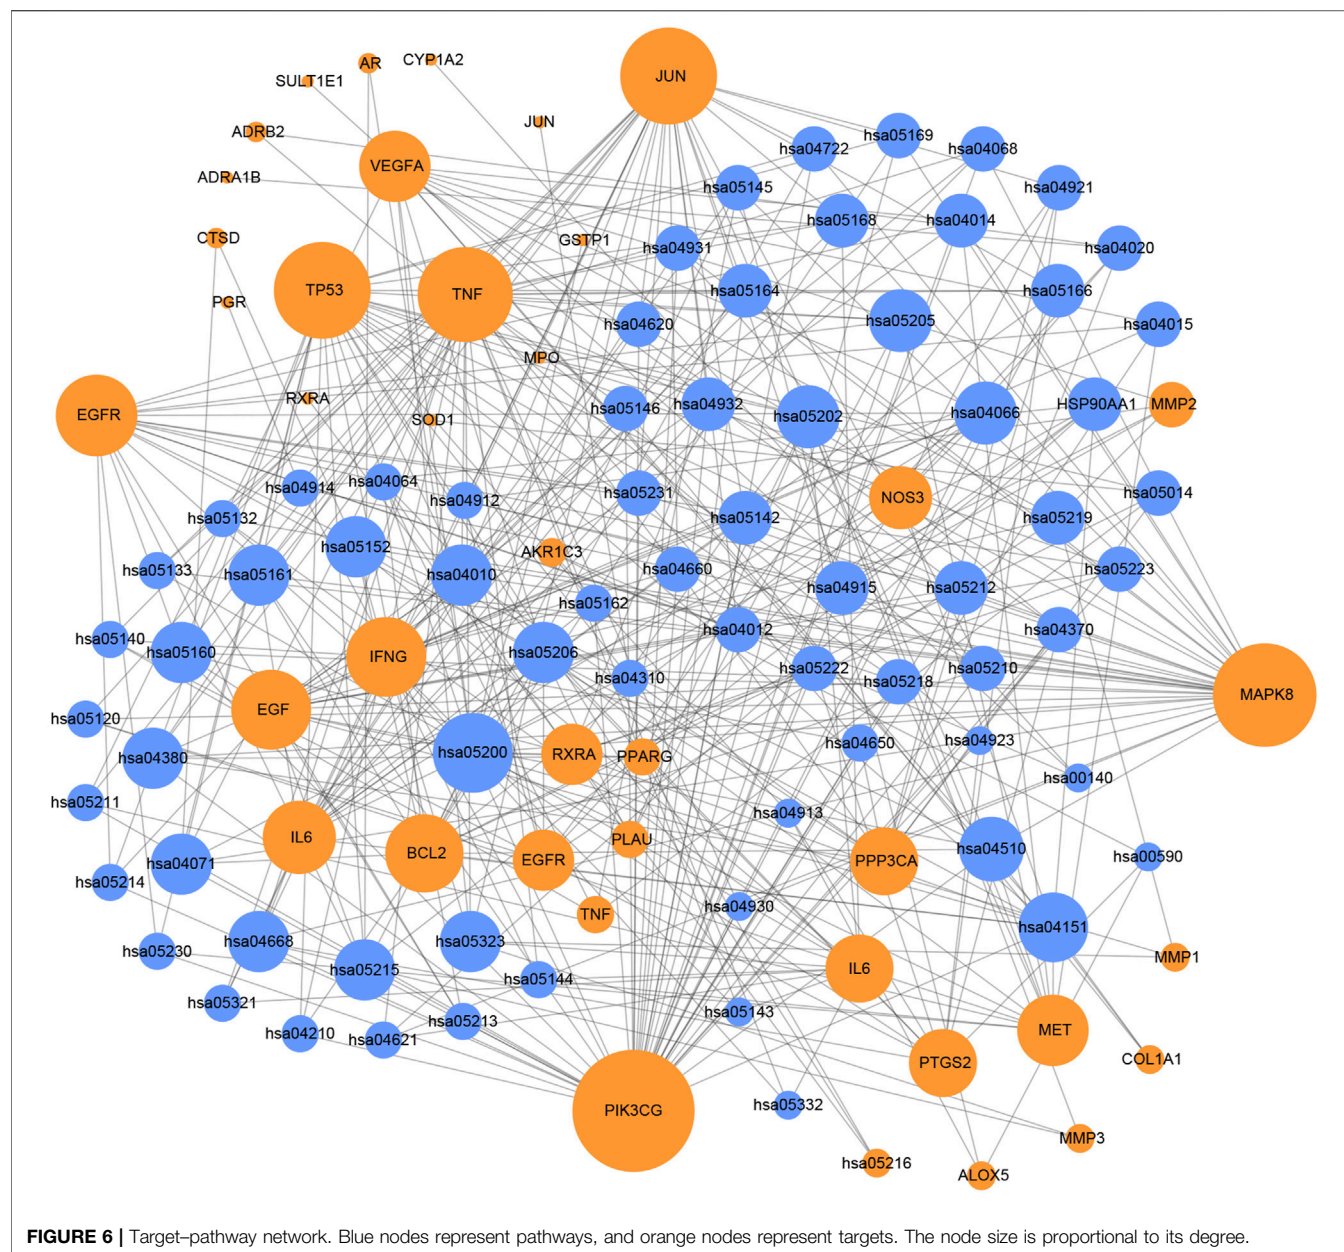 CYP1A2
AR
JUN
SULT1E1
JUN
ADRB2
hsa05169
hsa04722
hsa04068
VEGFA
ADRA1B
hsa05145
hsa04921
hsa05168
hsa04014
CTSD
GSTP1
hsa04931
hsa04020
TP53
TNF
hsa05164
hsa05166
PGR
hsa04620
hsa05205
hsa04015
MPO
RXRA
EGFR
SOD1
hsa05146
hsa04932
hsa05202
hsa04066
HSP90AA1
MMP2
hsa04914
hsa04064
hsa04912
hsa05231
NOS3
hsa05014
hsa05132
hsa05142
hsa05219
hsa05152
AKR1C3
hsa05133
hsa05161
hsa04010
hsa04660
hsa04915
hsa05212
hsa05223
hsa05162
hsa04012
hsa04370
hsa05140
hsa05160
IFNG
hsa05206
hsa04310
hsa05222
hsa05218
hsa05210
MAPK8
EGF
hsa05120
hsa04380
hsa05200
RXRA
PPARG
hsa04650
hsa04923
hsa00140
hsa05211
IL6
BCL2
PLAU
hsa04913
hsa04071
EGFR
PPP3CA
hsa04510
hsa00590
hsa05214
TNF
hsa04930
hsa04151
hsa05230
hsa04668
hsa05323
MMP1
hsa05215
hsa05144
IL6
hsa05321
hsa04210
hsa04621
hsa05213
hsa05143
MET
PTGS2
COL1A1
PIK3CG
hsa05332
MMP3
hsa05216
ALOX5
FIGURE 6 | Target–pathway network. Blue nodes represent pathways, and orange nodes represent targets. The node size is proportional to its degree.